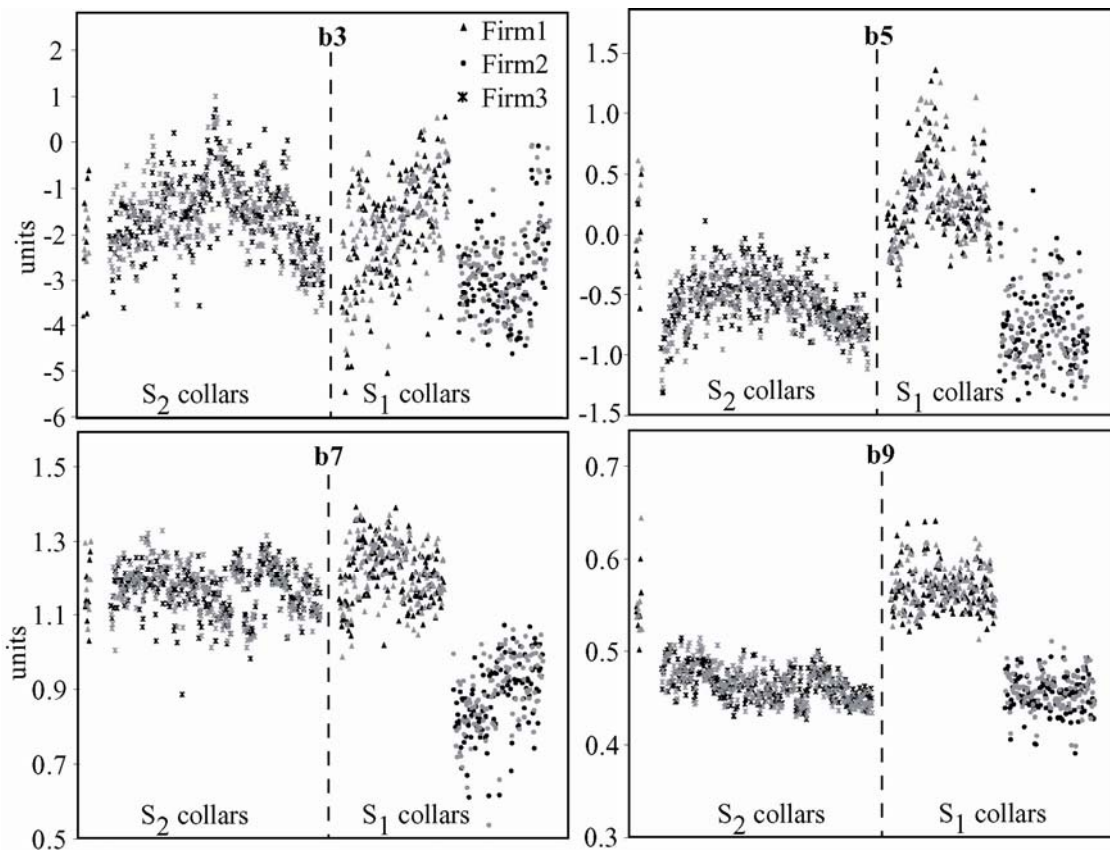 b3
▲ Firm1
● Firm2
ж Firm3
2
1
0
-1
-2
-3
-4
-5
-6
units
S2 collars
S1 collars
b5
1.5
1.0
0.5
0.0
-0.5
-1.0
-1.5
S2 collars
S1 collars
b7
1.5
1.3
1.1
0.9
0.7
0.5
units
S2 collars
S1 collars
b9
0.7
0.6
0.5
0.4
0.3
S2 collars
S1 collars